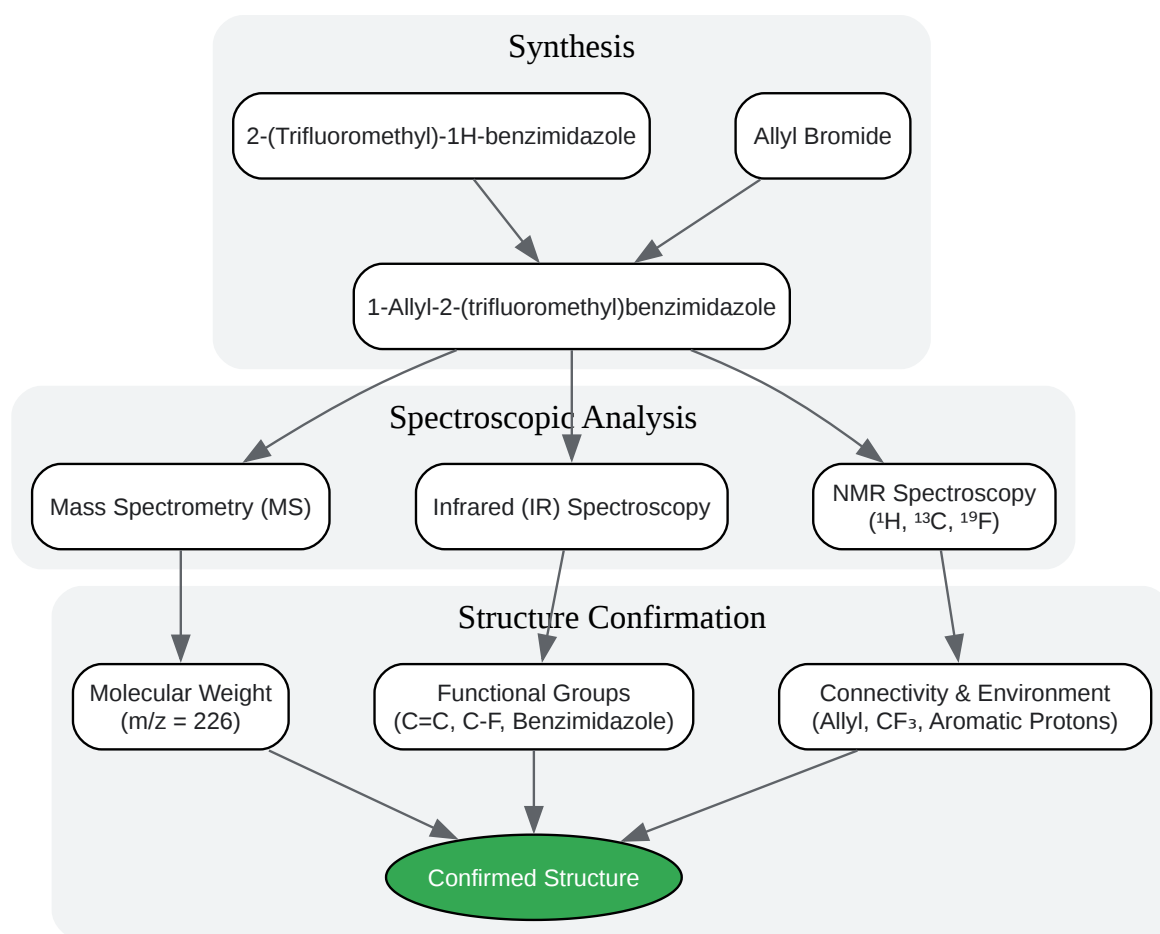 Synthesis
2-(Trifluoromethyl)-1H-benzimidazole
Allyl Bromide
1-Allyl-2-(trifluoromethyl)benzimidazole
Spectroscopic Analysis
Mass Spectrometry (MS)
Infrared (IR) Spectroscopy
NMR Spectroscopy
(¹H, ¹³C, ¹⁹F)
Structure Confirmation
Molecular Weight
(m/z = 226)
Functional Groups
(C=C, C-F, Benzimidazole)
Connectivity & Environment
(Allyl, CF₃, Aromatic Protons)
Confirmed Structure